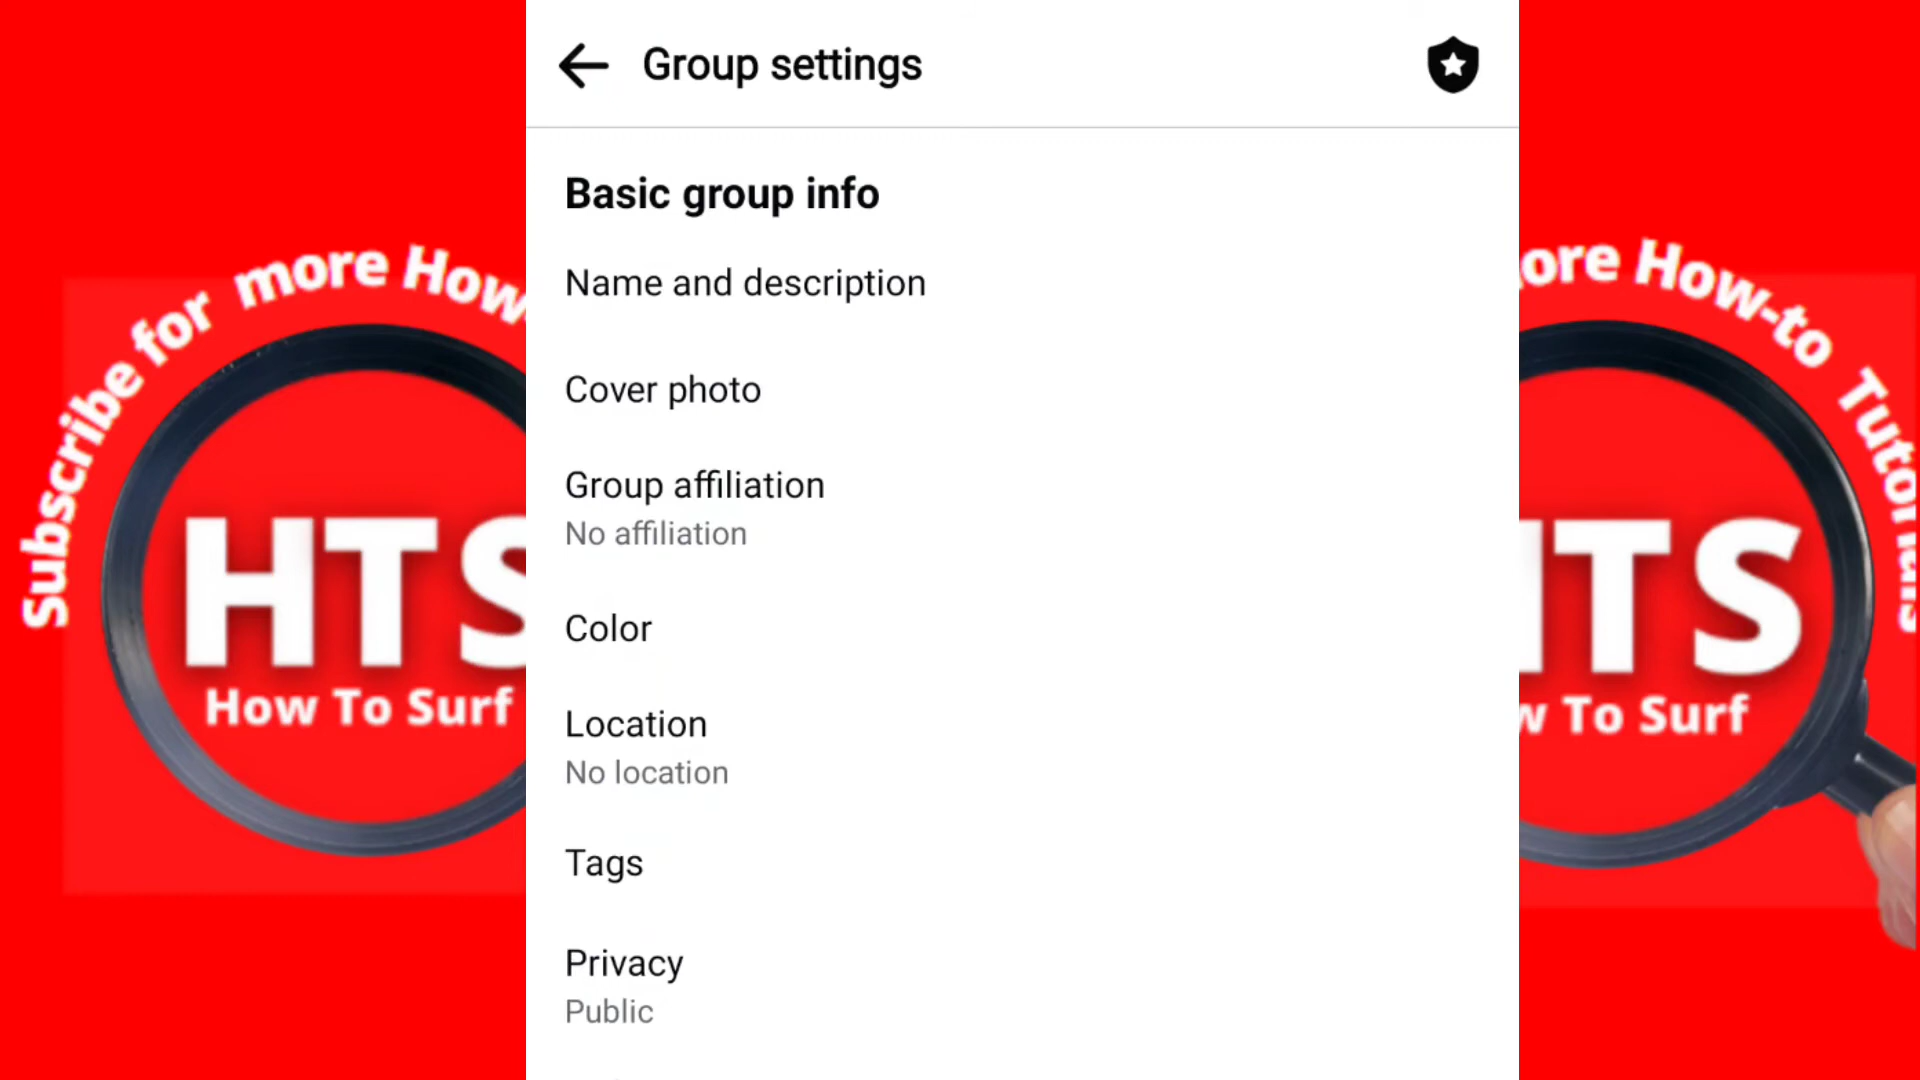 Group settings
Basic group info
Name and description
Cover photo
Group affiliation
No affiliation
Color
Location
No location
Tags
Privacy
Public
Subscribe for more How-
HTS
How To Surf
ore How-to Tutorials
TS
w To Surf